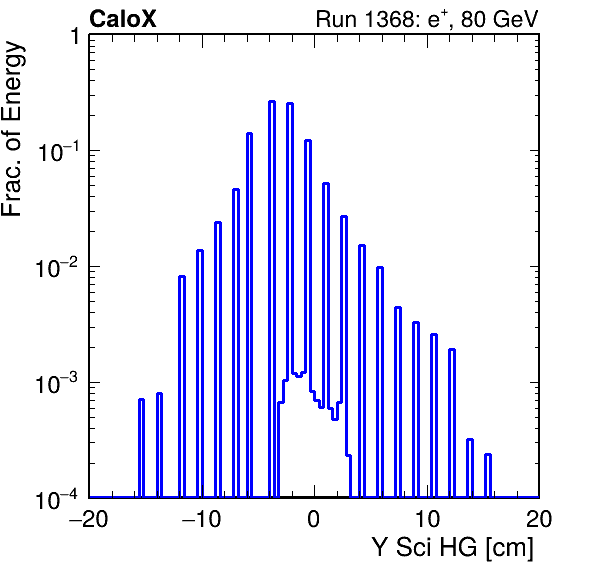 CaloX Run 1368: e⁺, 80 GeV
Frac. of Energy
1
10⁻¹
10⁻²
10⁻³
10⁻⁴
−20 −10 0 10 20
Y Sci HG [cm]